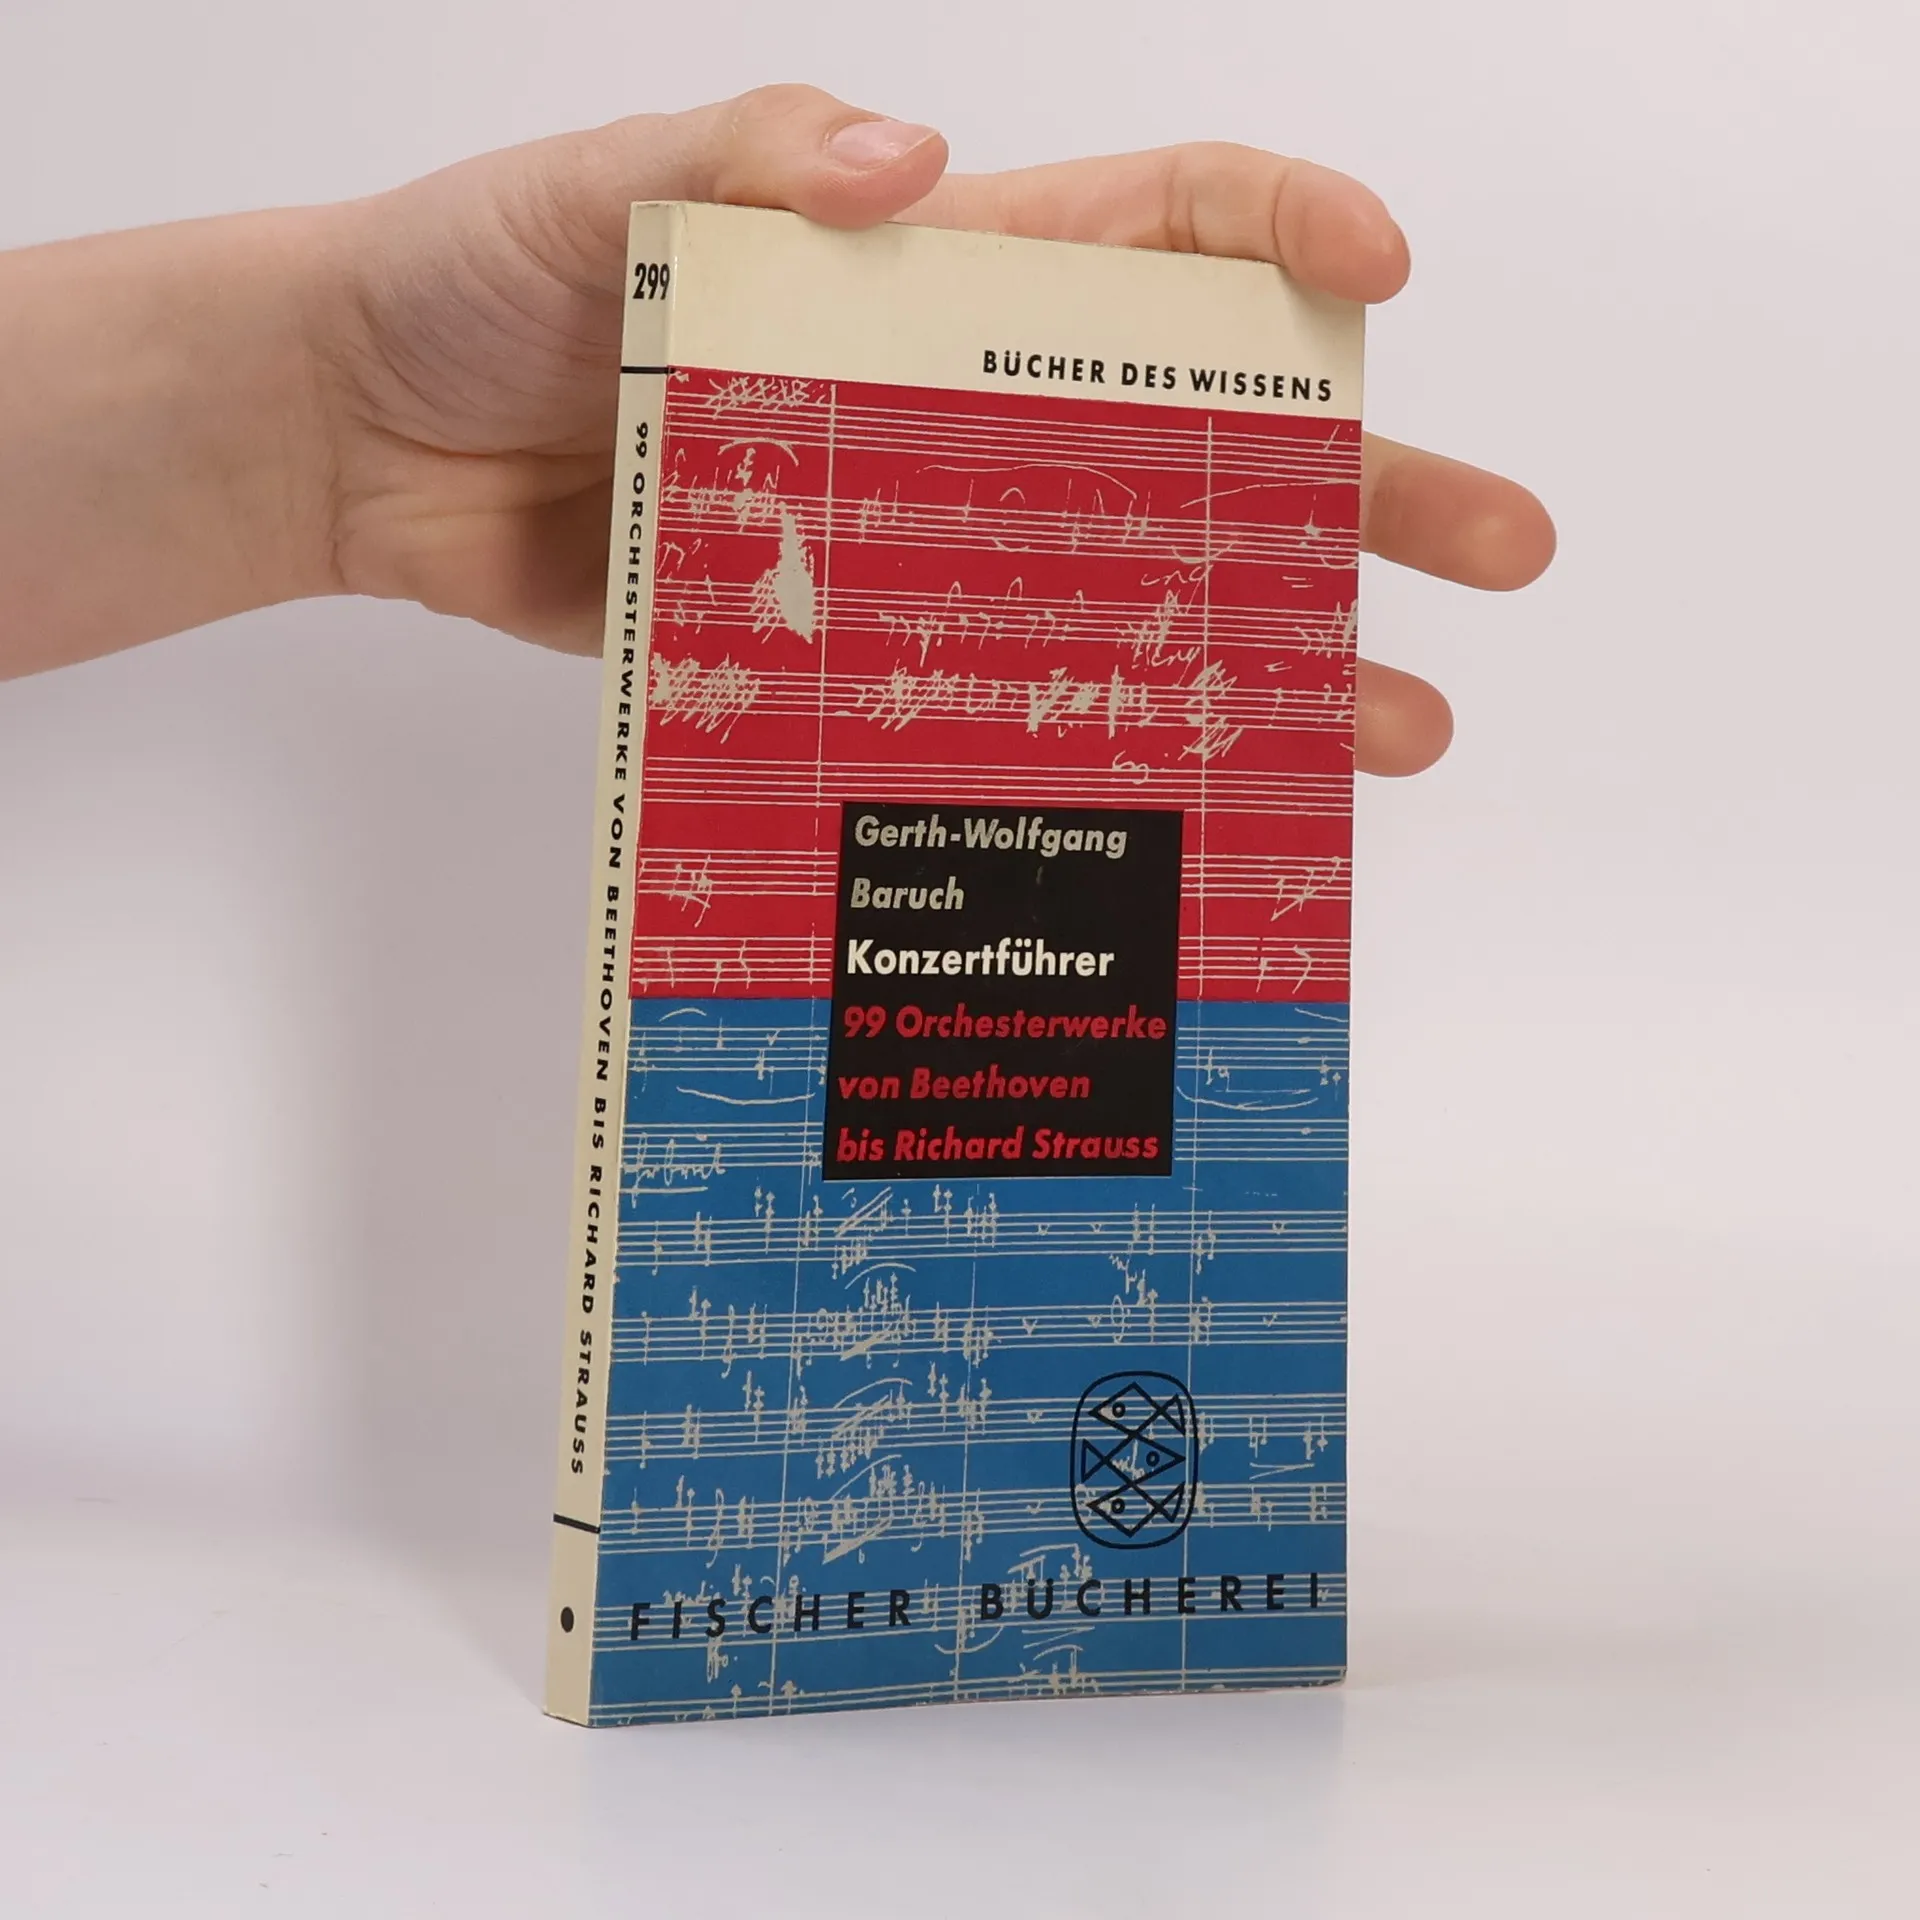 299
99 ORCHESTERWERKE VON BEETHOVEN BIS RICHARD STRAUSS
BÜCHER DES WISSENS
Gerth-Wolfgang
Baruch
Konzertführer
99 Orchesterwerke
von Beethoven
bis Richard Strauss
FISCHER BÜCHEREI